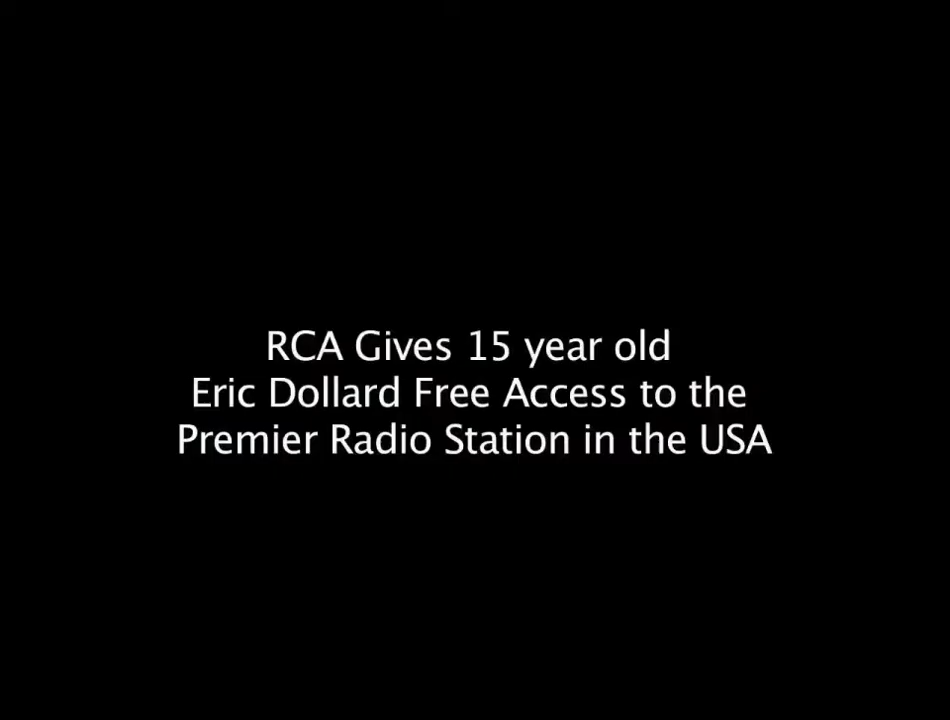 RCA Gives 15 year old
Eric Dollard Free Access to the
Premier Radio Station in the USA